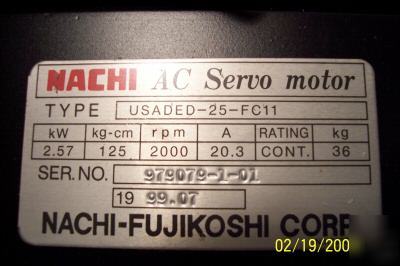 NACHI AC Servo motor
TYPE USADED-25-FC11
kW kg-cm rpm A RATING kg
2.57 125 2000 20.3 CONT. 36
SER.NO. 979079-1-01
19 99.07
NACHI-FUJIKOSHI CORP
02/19/200